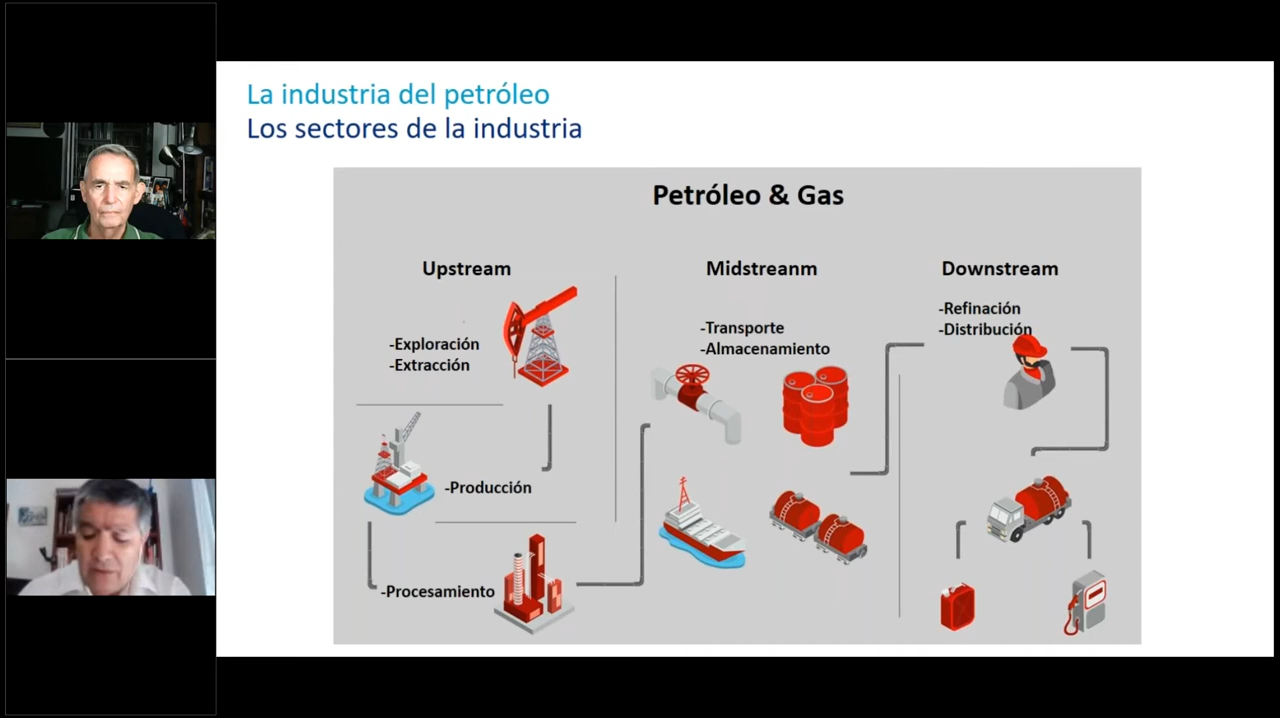 La industria del petróleo
Los sectores de la industria
Petróleo & Gas
Upstream
-Exploración
-Extracción
-Producción
-Procesamiento
Midstreanm
-Transporte
-Almacenamiento
Downstream
-Refinación
-Distribución